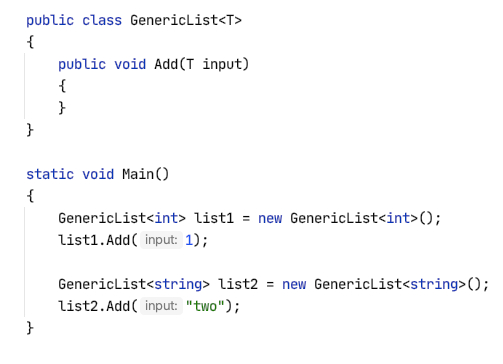 public class GenericList<T>
{
    public void Add(T input)
    {
    }
}

static void Main()
{
    GenericList<int> list1 = new GenericList<int>();
    list1.Add( input: 1);

    GenericList<string> list2 = new GenericList<string>();
    list2.Add( input: "two");
}